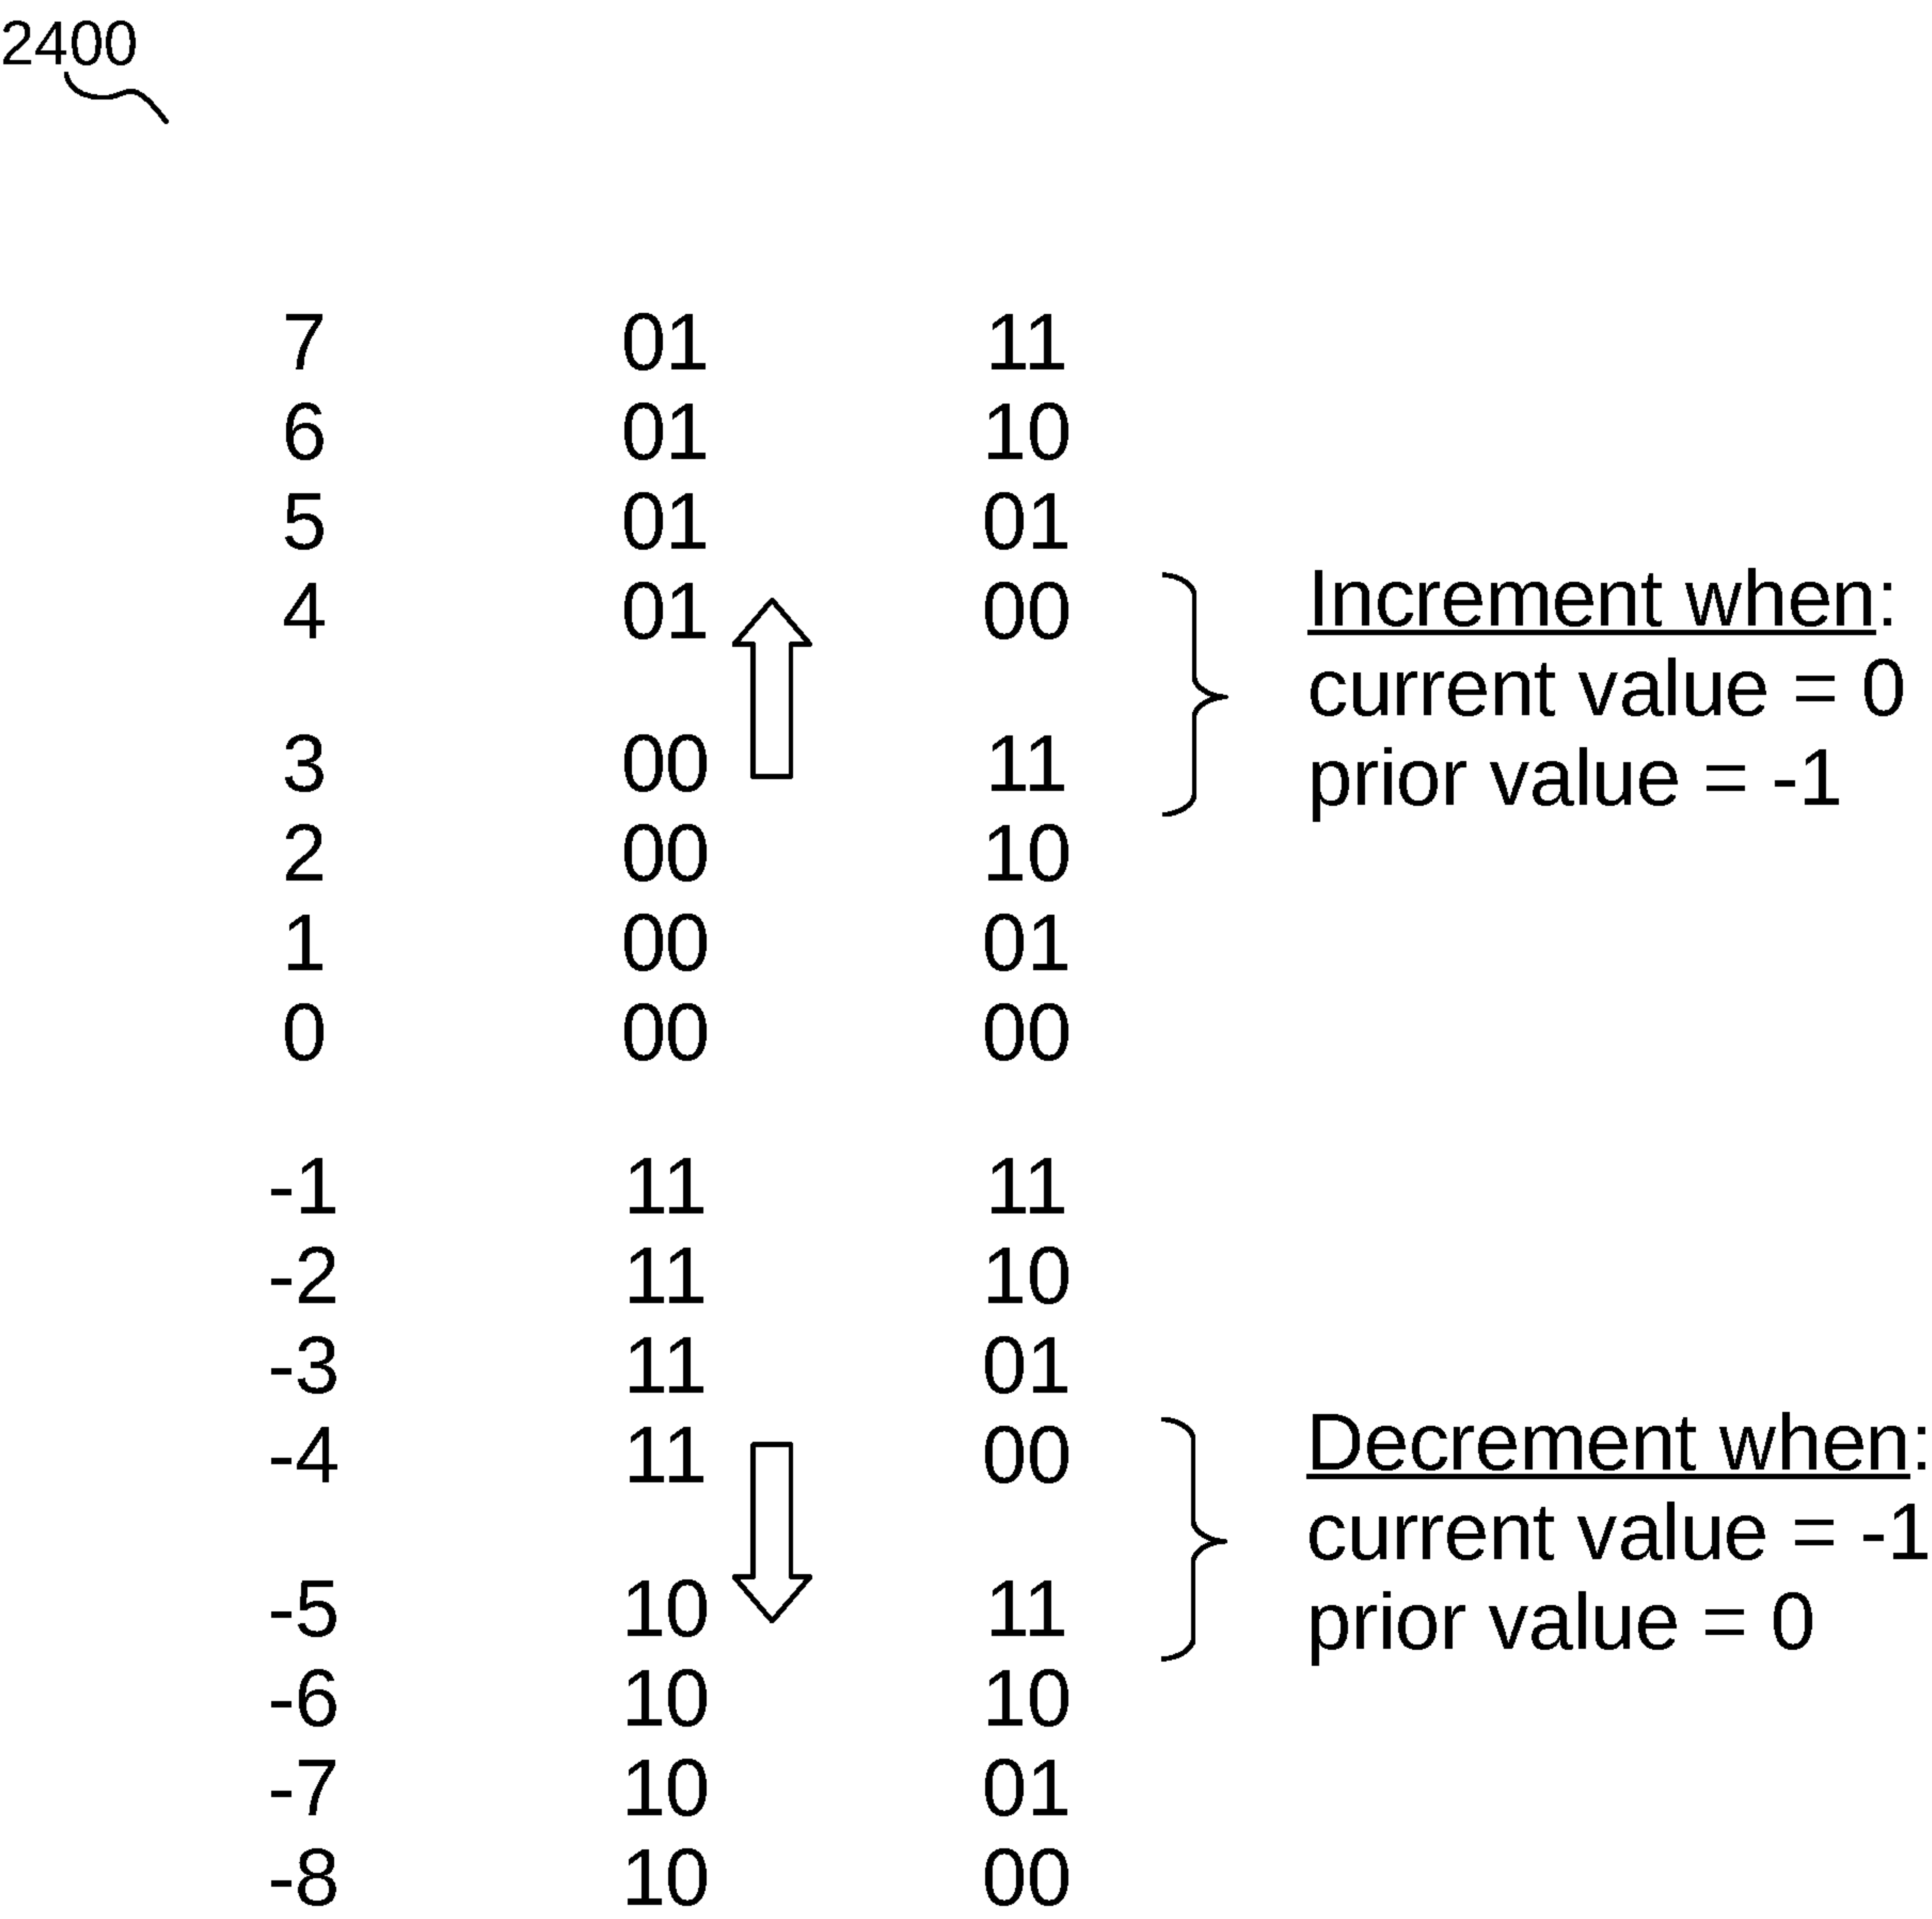 2400
7 01 11
6 01 10
5 01 01
4 01 00 Increment when:
current value = 0
3 00 11 prior value = -1
2 00 10
1 00 01
0 00 00
-1 11 11
-2 11 10
-3 11 01
-4 11 00 Decrement when:
current value = -1
-5 10 11 prior value = 0
-6 10 10
-7 10 01
-8 10 00